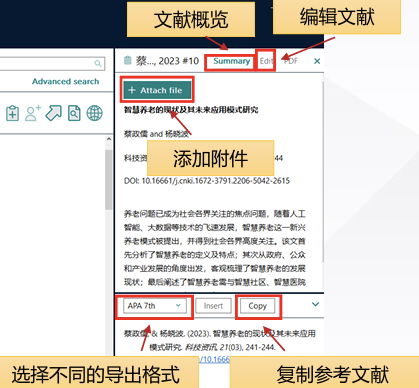 文献概览
编辑文献
蔡..., 2023 #10
Summary
Edit
PDF
Advanced search
+ Attach file
智慧养老的现状及其未来应用模式研究
蔡政儒 and 杨晓波
添加附件
科技资
44
DOI: 10.16661/j.cnki.1672-3791.2206-5042-2615
养老问题已成为社会各界关注的焦点问题，随着人工
智能、大数据等技术的飞速发展，智慧养老这一新兴
养老模式被提出，并得到社会各界高度关注。该文首
先分析了智慧养老的定义及特点；其次从政府、公众
和产业发展的角度出发，客观梳理了智慧养老的发展
现状；最后阐述了智慧养老需与智慧社区、智慧医院
APA 7th
Insert
Copy
蔡政儒, & 杨晓波. (2023). 智慧养老的现状及其未来应用
模式研究. 科技资讯, 21(03), 241-244.
/10.1666
选择不同的导出格式
复制参考文献